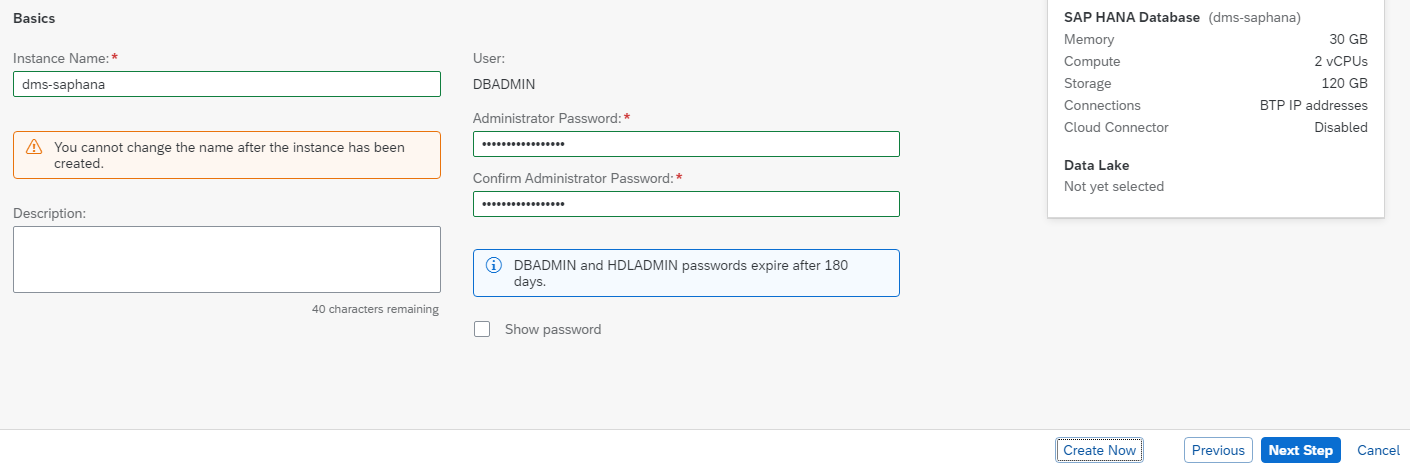 Basics
Instance Name:*
dms-saphana
You cannot change the name after the instance has been
created.
Description:
40 characters remaining
User:
DBADMIN
Administrator Password:*
•••••••••••••••••
Confirm Administrator Password:*
•••••••••••••••••
DBADMIN and HDLADMIN passwords expire after 180
days.
Show password
SAP HANA Database (dms-saphana)
Memory 30 GB
Compute 2 vCPUs
Storage 120 GB
Connections BTP IP addresses
Cloud Connector Disabled
Data Lake
Not yet selected
Create Now Previous Next Step Cancel